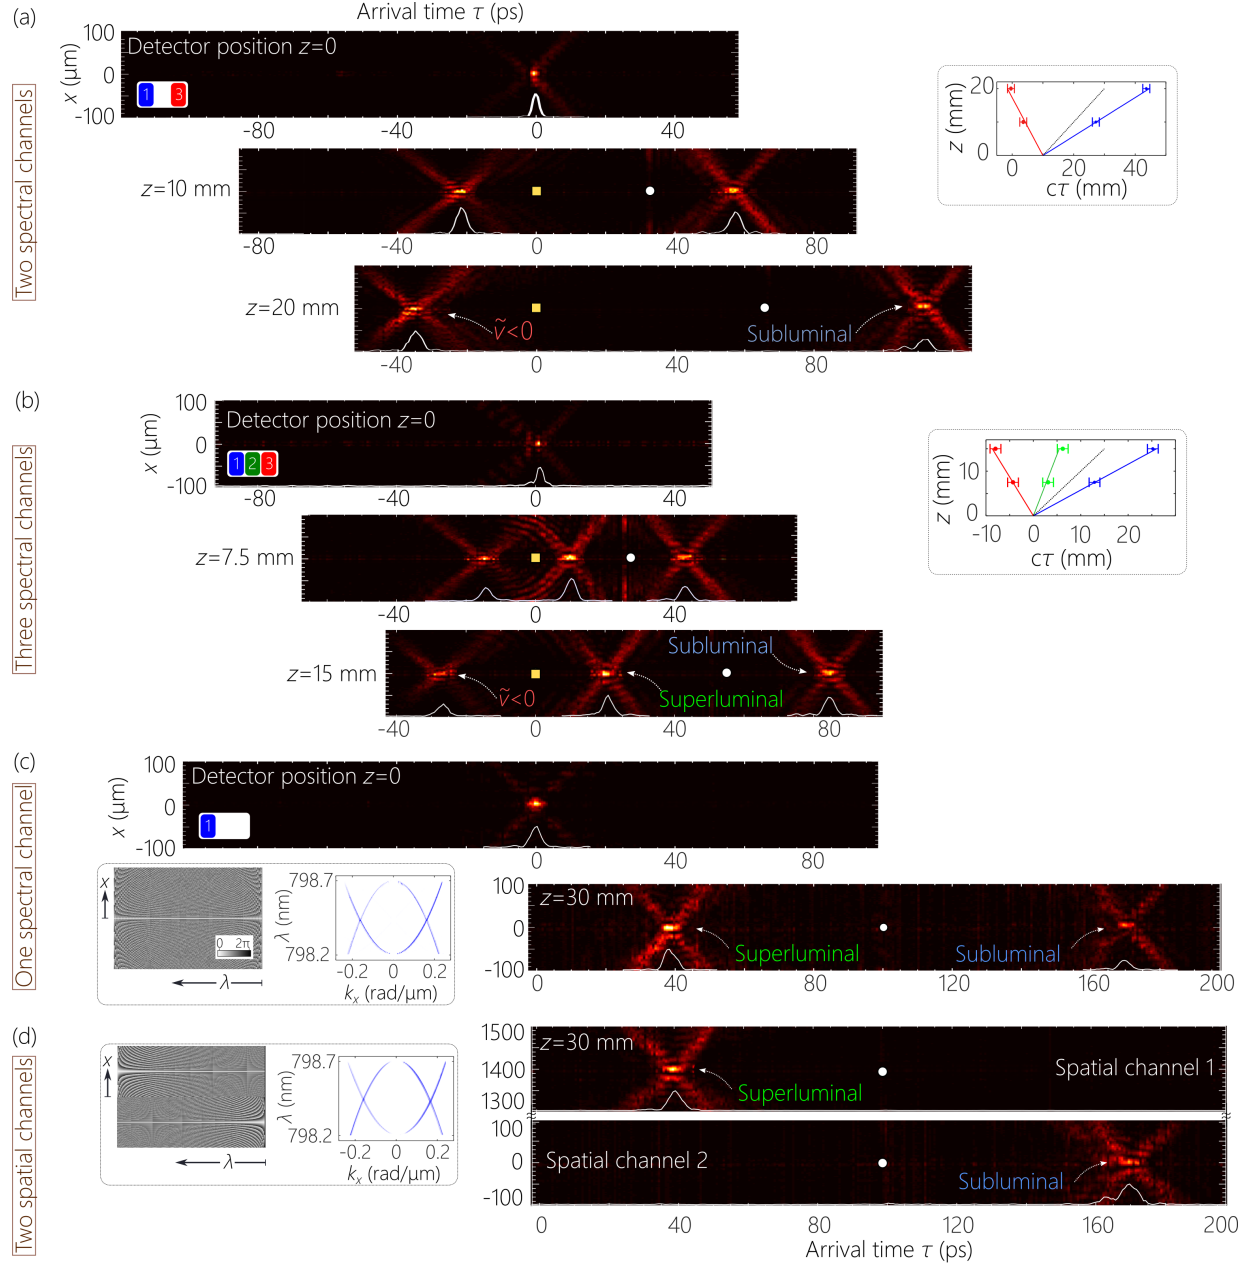 (a)
Arrival time τ (ps)
Two spectral channels
x (μm)
100
0
-100
Detector position z=0
1 3
-80 -40 0 40
z=10 mm
-80 -40 0 40 80
z=20 mm
ṽ<0
Subluminal
-40 0 40 80
z (mm)
20
0
0 20 40
cτ (mm)
(b)
Three spectral channels
x (μm)
100
0
-100
Detector position z=0
1 2 3
-80 -40 0 40
z=7.5 mm
-40 0 40
z=15 mm
ṽ<0
Superluminal
Subluminal
-40 0 40 80
z (mm)
10
0
-10 0 10 20
cτ (mm)
(c)
One spectral channel
x (μm)
100
0
-100
Detector position z=0
1
0 40 80
x
0 2π
λ
798.7
λ (nm)
798.2
-0.2 0 0.2
kx (rad/μm)
100
0
-100
z=30 mm
Superluminal
Subluminal
0 40 80 120 160 200
(d)
Two spatial channels
x
λ
798.7
λ (nm)
798.2
-0.2 0 0.2
kx (rad/μm)
1500
1400
1300
z=30 mm
Superluminal
Spatial channel 1
100
0
-100
Spatial channel 2
Subluminal
0 40 80 120 160 200
Arrival time τ (ps)